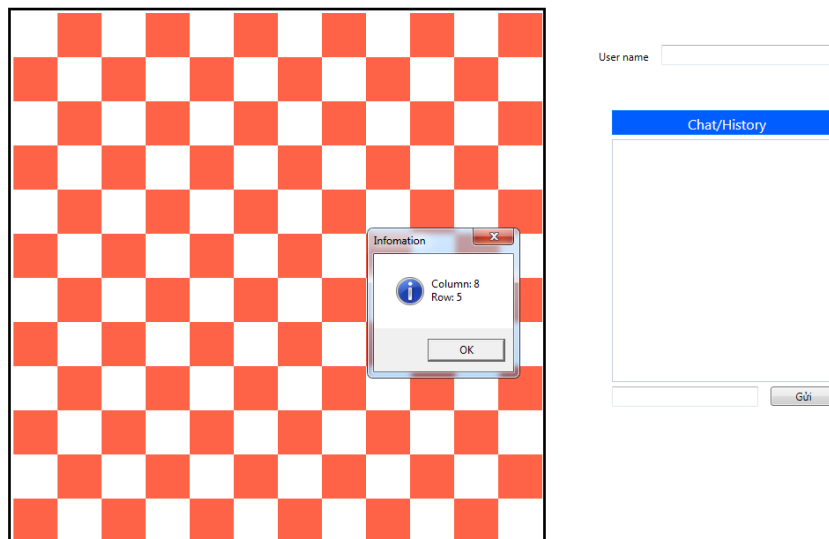 User name
Chat/History
Infomation
Column: 8
Row: 5
OK
Gửi